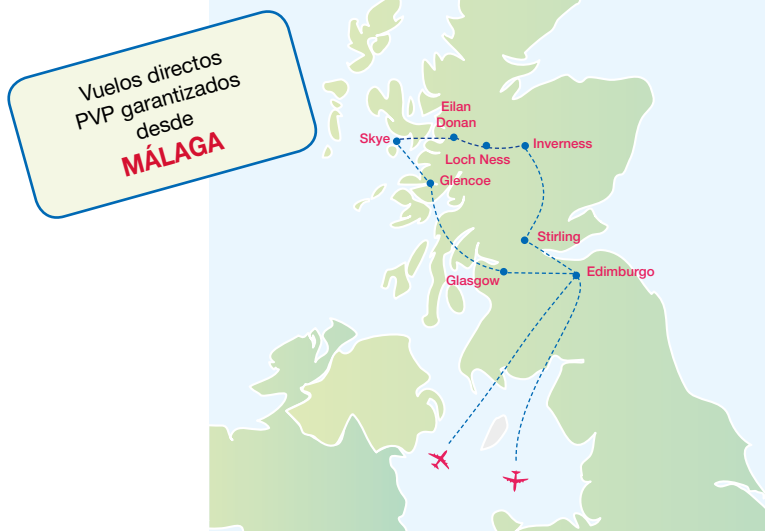 Vuelos directos
PVP garantizados
desde
MÁLAGA
Eilan
Donan
Skye
Loch Ness
Inverness
Glencoe
Stirling
Glasgow
Edimburgo